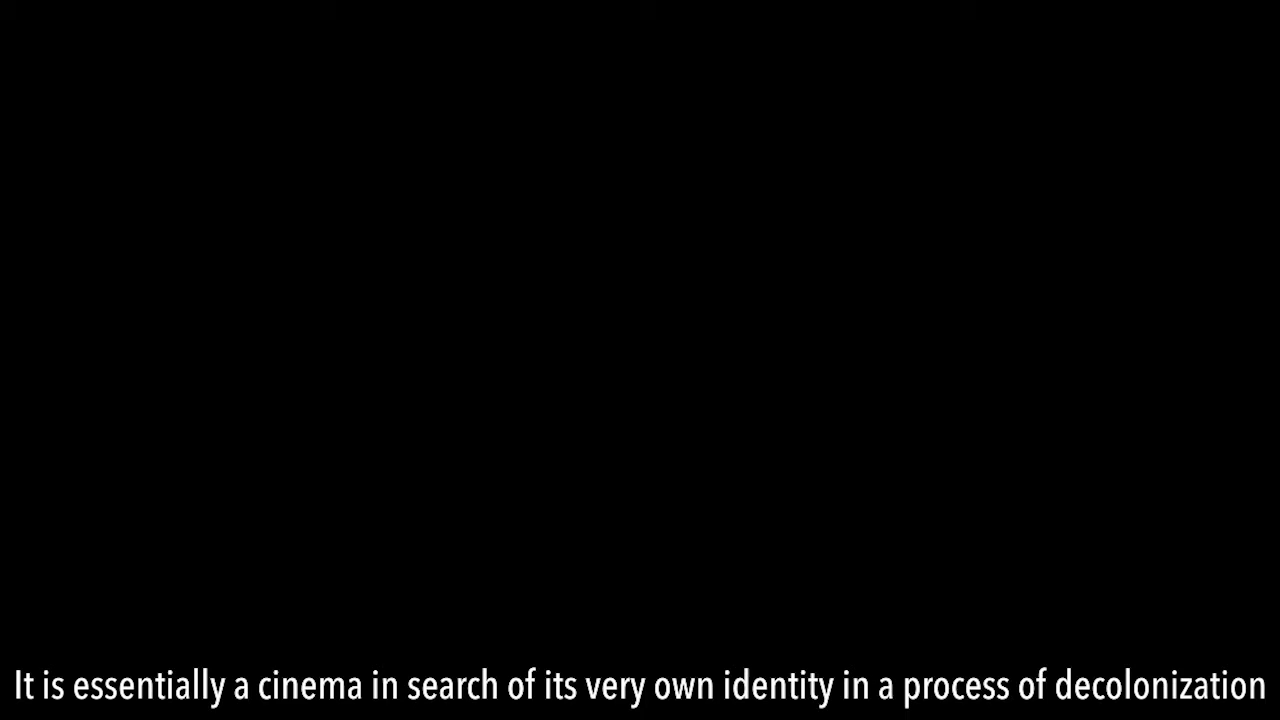 It is essentially a cinema in search of its very own identity in a process of decolonization